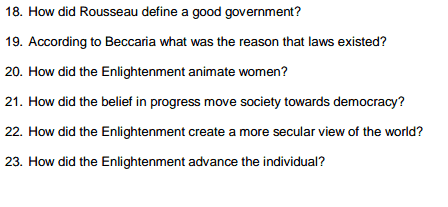 18. How did Rousseau define a good government?
19. According to Beccaria what was the reason that laws existed?
20. How did the Enlightenment animate women?
21. How did the belief in progress move society towards democracy?
22. How did the Enlightenment create a more secular view of the world?
23. How did the Enlightenment advance the individual?